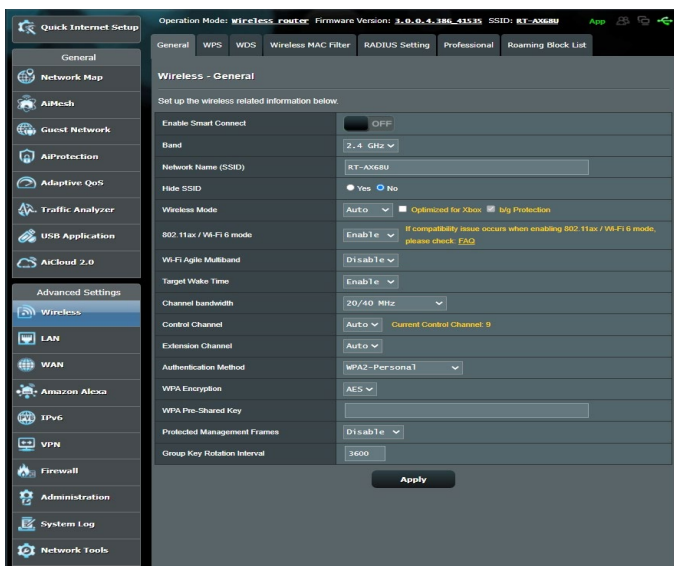 Quick Internet Setup
General
Network Map
AiMesh
Guest Network
AiProtection
Adaptive QoS
Traffic Analyzer
USB Application
AiCloud 2.0
Advanced Settings
Wireless
LAN
WAN
Amazon Alexa
IPv6
VPN
Firewall
Administration
System Log
Network Tools
Operation Mode: Wireless router Firmware Version: 3.0.0.4.386_41535 SSID: RT-AX68U App
General WPS WDS Wireless MAC Filter RADIUS Setting Professional Roaming Block List
Wireless - General
Set up the wireless related information below.
Enable Smart Connect OFF
Band 2.4 GHz
Network Name (SSID) RT-AX68U
Hide SSID Yes No
Wireless Mode Auto Optimized for Xbox b/g Protection
802.11ax / Wi-Fi 6 mode Enable If compatibility issue occurs when enabling 802.11ax / Wi-Fi 6 mode,
please check: FAQ
Wi-Fi Agile Multiband Disable
Target Wake Time Enable
Channel bandwidth 20/40 MHz
Control Channel Auto Current Control Channel: 9
Extension Channel Auto
Authentication Method WPA2-Personal
WPA Encryption AES
WPA Pre-Shared Key
Protected Management Frames Disable
Group Key Rotation Interval 3600
Apply